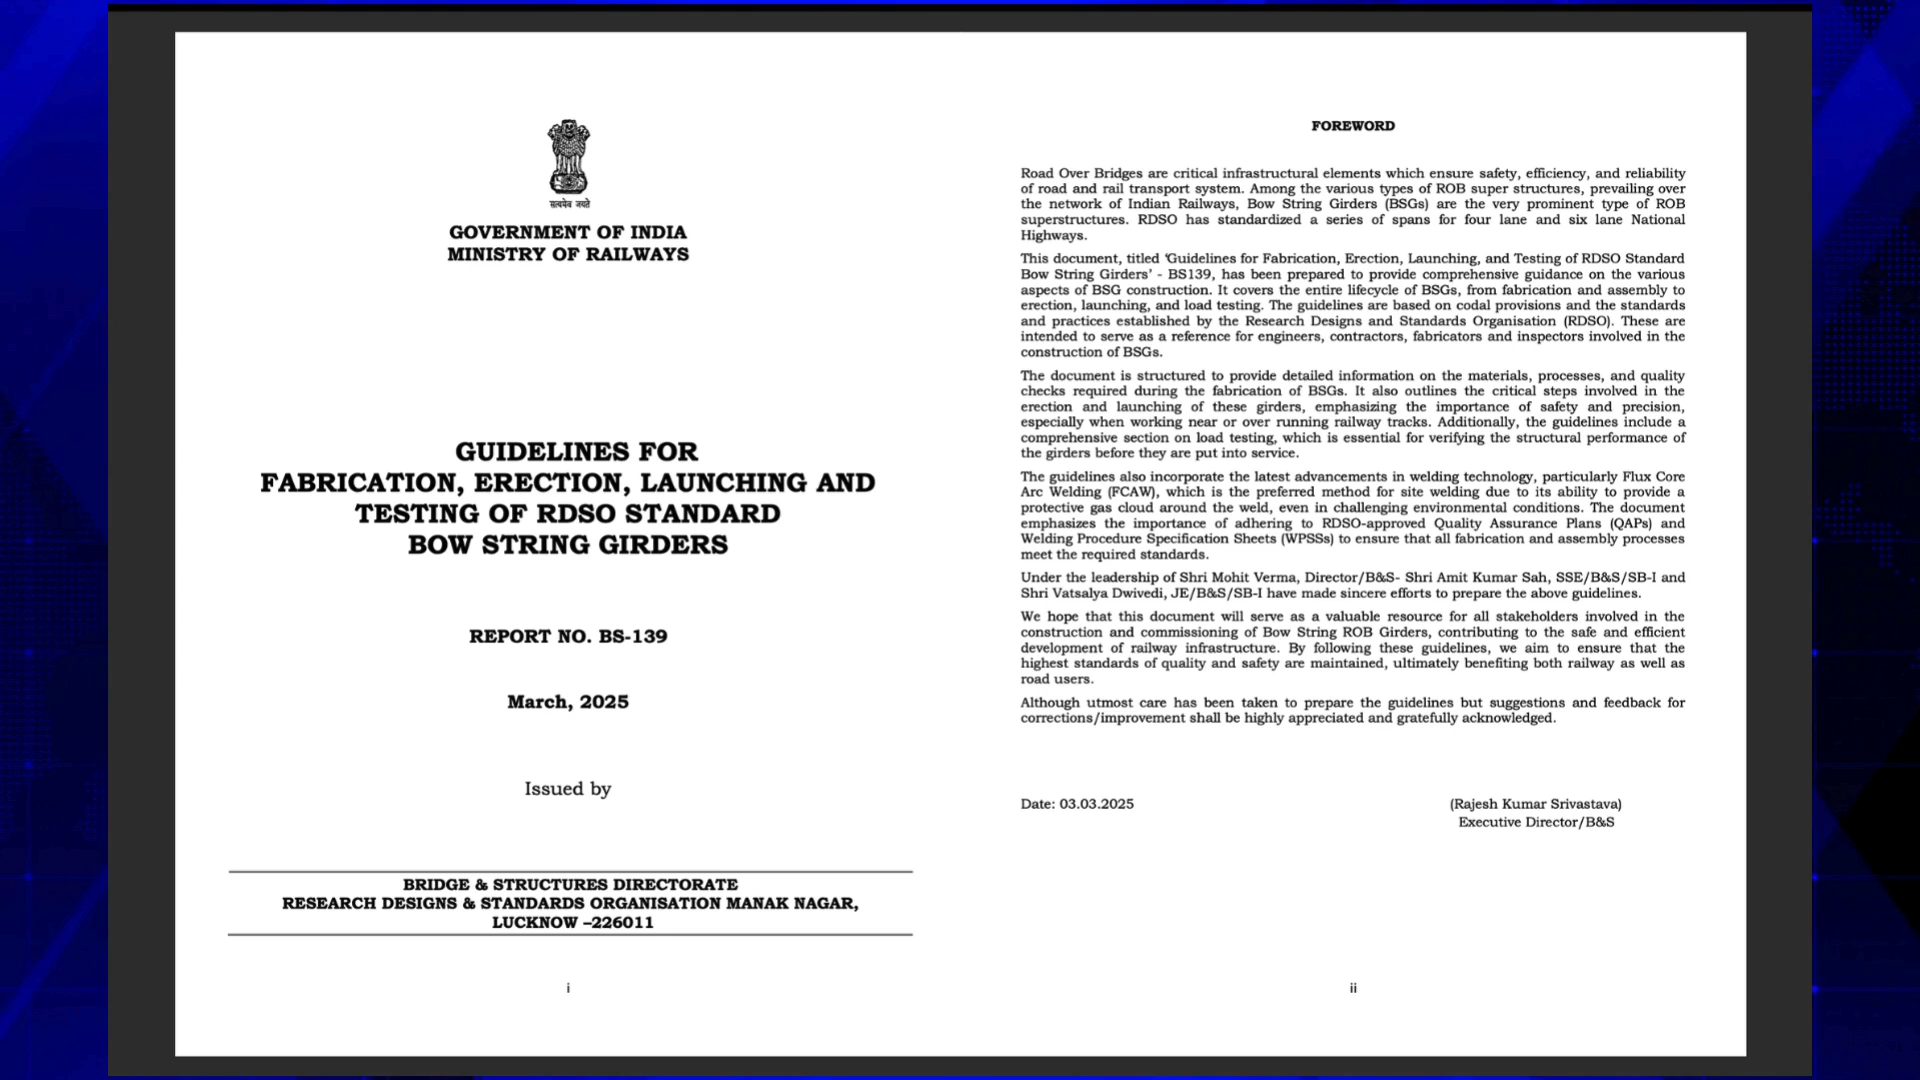 सत्यमेव जयते
GOVERNMENT OF INDIA
MINISTRY OF RAILWAYS
GUIDELINES FOR
FABRICATION, ERECTION, LAUNCHING AND
TESTING OF RDSO STANDARD
BOW STRING GIRDERS
REPORT NO. BS-139
March, 2025
Issued by
BRIDGE & STRUCTURES DIRECTORATE
RESEARCH DESIGNS & STANDARDS ORGANISATION MANAK NAGAR,
LUCKNOW –226011
i
FOREWORD
Road Over Bridges are critical infrastructural elements which ensure safety, efficiency, and reliability
of road and rail transport system. Among the various types of ROB super structures, prevailing over
the network of Indian Railways, Bow String Girders (BSGs) are the very prominent type of ROB
superstructures. RDSO has standardized a series of spans for four lane and six lane National
Highways.
This document, titled ‘Guidelines for Fabrication, Erection, Launching, and Testing of RDSO Standard
Bow String Girders’ - BS139, has been prepared to provide comprehensive guidance on the various
aspects of BSG construction. It covers the entire lifecycle of BSGs, from fabrication and assembly to
erection, launching, and load testing. The guidelines are based on codal provisions and the standards
and practices established by the Research Designs and Standards Organisation (RDSO). These are
intended to serve as a reference for engineers, contractors, fabricators and inspectors involved in the
construction of BSGs.
The document is structured to provide detailed information on the materials, processes, and quality
checks required during the fabrication of BSGs. It also outlines the critical steps involved in the
erection and launching of these girders, emphasizing the importance of safety and precision,
especially when working near or over running railway tracks. Additionally, the guidelines include a
comprehensive section on load testing, which is essential for verifying the structural performance of
the girders before they are put into service.
The guidelines also incorporate the latest advancements in welding technology, particularly Flux Core
Arc Welding (FCAW), which is the preferred method for site welding due to its ability to provide a
protective gas cloud around the weld, even in challenging environmental conditions. The document
emphasizes the importance of adhering to RDSO-approved Quality Assurance Plans (QAPs) and
Welding Procedure Specification Sheets (WPSSs) to ensure that all fabrication and assembly processes
meet the required standards.
Under the leadership of Shri Mohit Verma, Director/B&S- Shri Amit Kumar Sah, SSE/B&S/SB-I and
Shri Vatsalya Dwivedi, JE/B&S/SB-I have made sincere efforts to prepare the above guidelines.
We hope that this document will serve as a valuable resource for all stakeholders involved in the
construction and commissioning of Bow String ROB Girders, contributing to the safe and efficient
development of railway infrastructure. By following these guidelines, we aim to ensure that the
highest standards of quality and safety are maintained, ultimately benefiting both railway as well as
road users.
Although utmost care has been taken to prepare the guidelines but suggestions and feedback for
corrections/improvement shall be highly appreciated and gratefully acknowledged.
Date: 03.03.2025
(Rajesh Kumar Srivastava)
Executive Director/B&S
ii